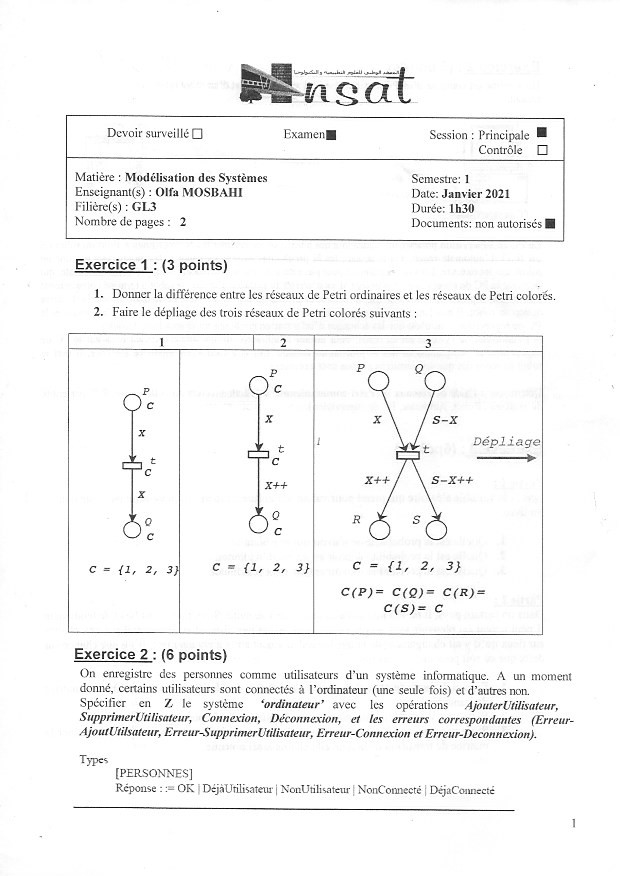 المعهد الوطني للعلوم التطبيقية و التكنولوجيا
Insat
Devoir surveillé □ Examen■ Session : Principale ■
Contrôle □
Matière : Modélisation des Systèmes Semestre: 1
Enseignant(s) : Olfa MOSBAHI Date: Janvier 2021
Filière(s) : GL3 Durée: 1h30
Nombre de pages : 2 Documents: non autorisés ■
Exercice 1 : (3 points)
1. Donner la différence entre les réseaux de Petri ordinaires et les réseaux de Petri colorés.
2. Faire le dépliage des trois réseaux de Petri colorés suivants :
1 2 3
P
C
X
t
C
X
Q
C
C = {1, 2, 3}
P
C
X
t
C
X++
Q
C
C = {1, 2, 3}
P Q
X S-X
t
X++ S-X++
R S
Dépliage
C = {1, 2, 3}
C(P)= C(Q)= C(R)=
C(S)= C
Exercice 2 : (6 points)
On enregistre des personnes comme utilisateurs d'un système informatique. A un moment
donné, certains utilisateurs sont connectés à l'ordinateur (une seule fois) et d'autres non.
Spécifier en Z le système 'ordinateur' avec les opérations AjouterUtilisateur,
SupprimerUtilisateur, Connexion, Déconnexion, et les erreurs correspondantes (Erreur-
AjoutUtilsateur, Erreur-SupprimerUtilisateur, Erreur-Connexion et Erreur-Deconnexion).
Types
[PERSONNES]
Réponse : := OK | DéjàUtilisateur | NonUtilisateur | NonConnecté | DéjaConnecté
1